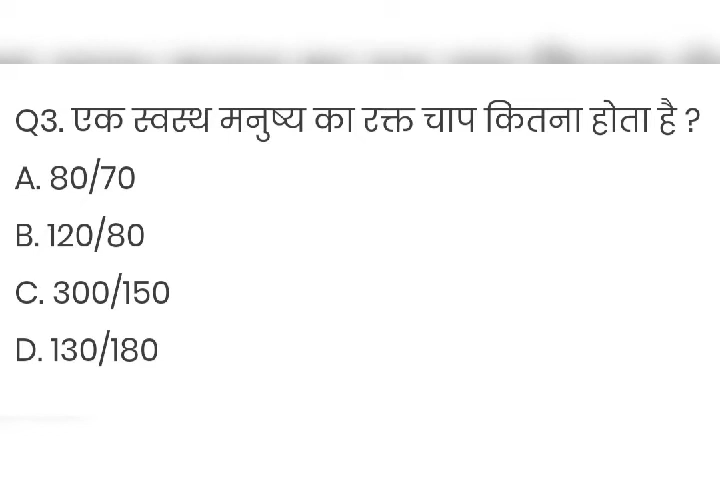 Q3. एक स्वस्थ मनुष्य का रक्त चाप कितना होता है ?
A. 80/70
B. 120/80
C. 300/150
D. 130/180